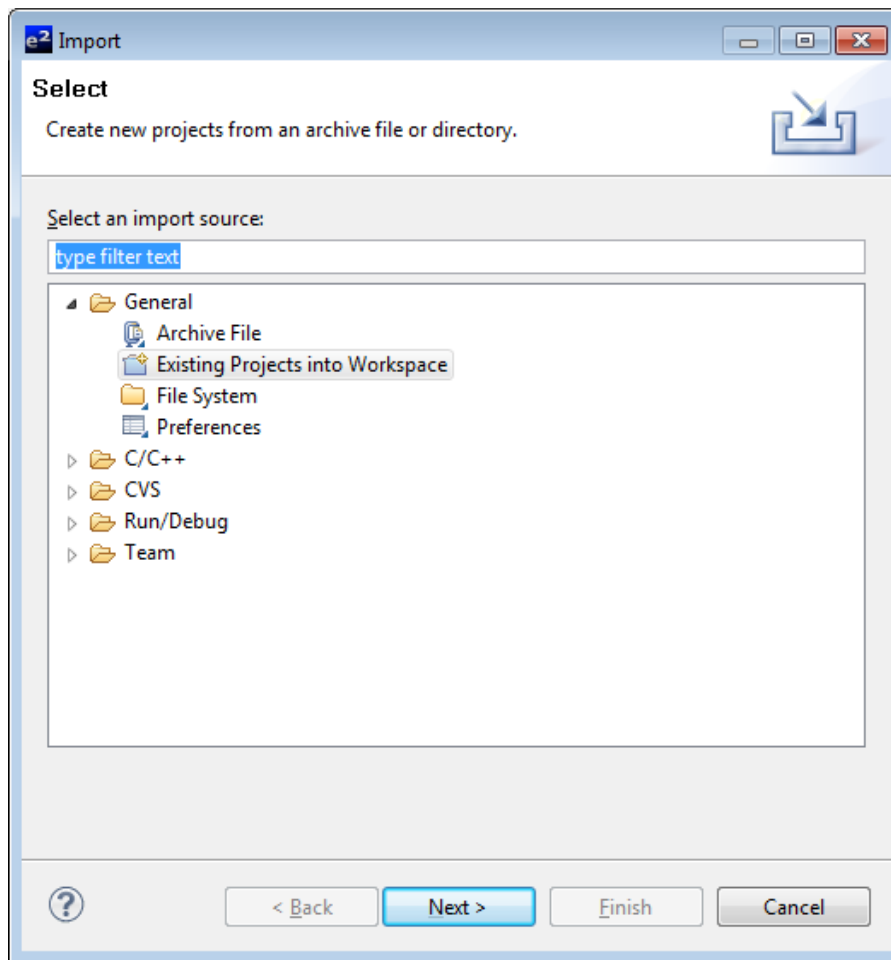 e² Import
Select
Create new projects from an archive file or directory.
Select an import source:
type filter text
General
Archive File
Existing Projects into Workspace
File System
Preferences
C/C++
CVS
Run/Debug
Team
? < Back Next > Finish Cancel